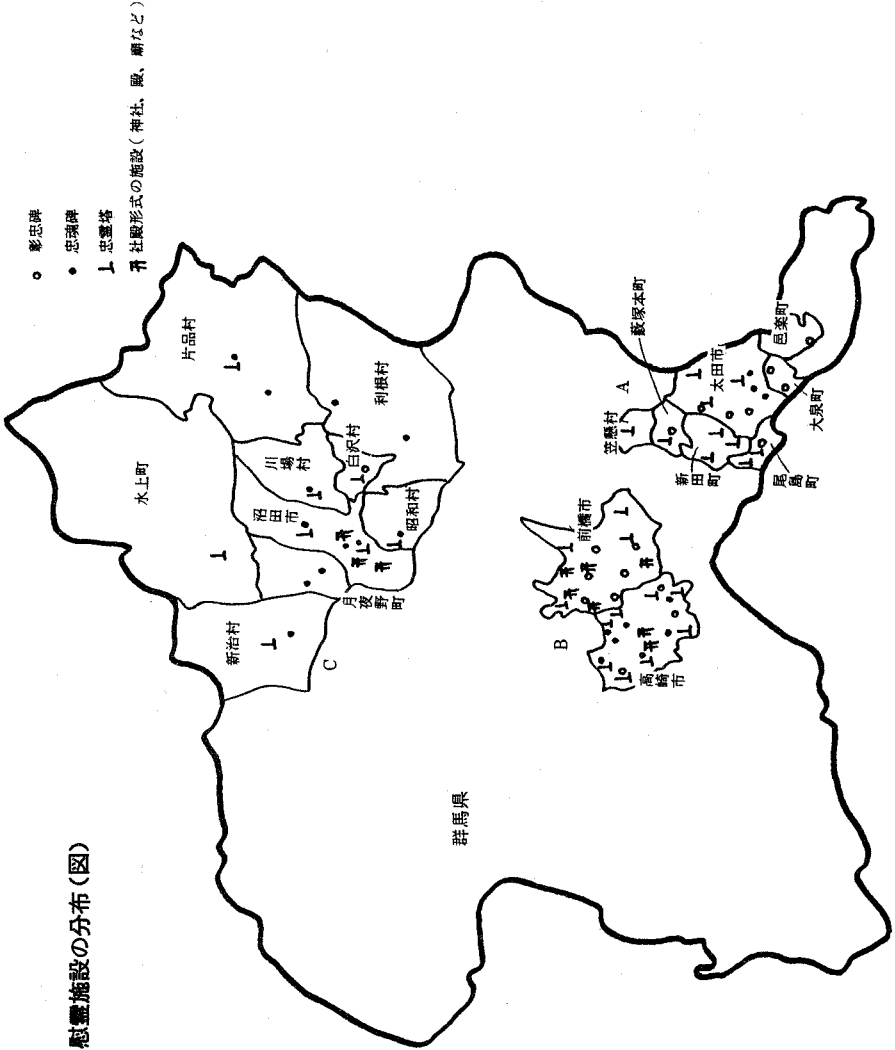 慰霊施設の分布(図)
○ 彰忠碑
● 忠魂碑
⊥ 忠霊塔
社殿形式の施設(神社、殿、廟など)
片品村
水上町
利根村
川場村
白沢村
沼田市
昭和村
月夜野町
新治村
C
藪塚本町
A
笠懸村
太田市
邑楽町
大泉町
新田町
尾島町
前橋市
B
高崎市
群馬県